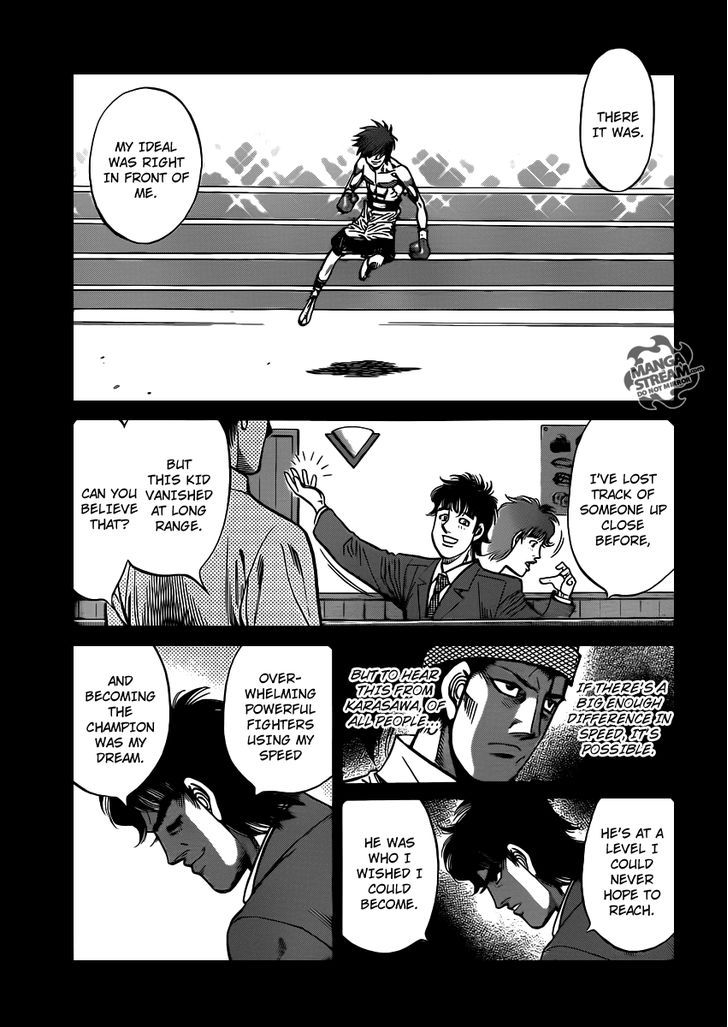 THERE
IT WAS.
MY IDEAL
WAS RIGHT
IN FRONT OF
ME.
MANGA
STREAM.com
DO NOT MIRROR
I'VE LOST
TRACK OF
SOMEONE UP
CLOSE
BEFORE,
BUT
THIS KID
VANISHED
AT LONG
RANGE.
CAN YOU
BELIEVE
THAT?
IF THERE'S A
BIG ENOUGH
DIFFERENCE IN
SPEED, IT'S
POSSIBLE.
BUT TO HEAR
THIS FROM
KARASAWA, OF
ALL PEOPLE...
HE'S AT A
LEVEL I
COULD
NEVER
HOPE TO
REACH.
HE WAS
WHO I
WISHED I
COULD
BECOME.
OVER-
WHELMING
POWERFUL
FIGHTERS
USING MY
SPEED
AND
BECOMING
THE
CHAMPION
WAS MY
DREAM.